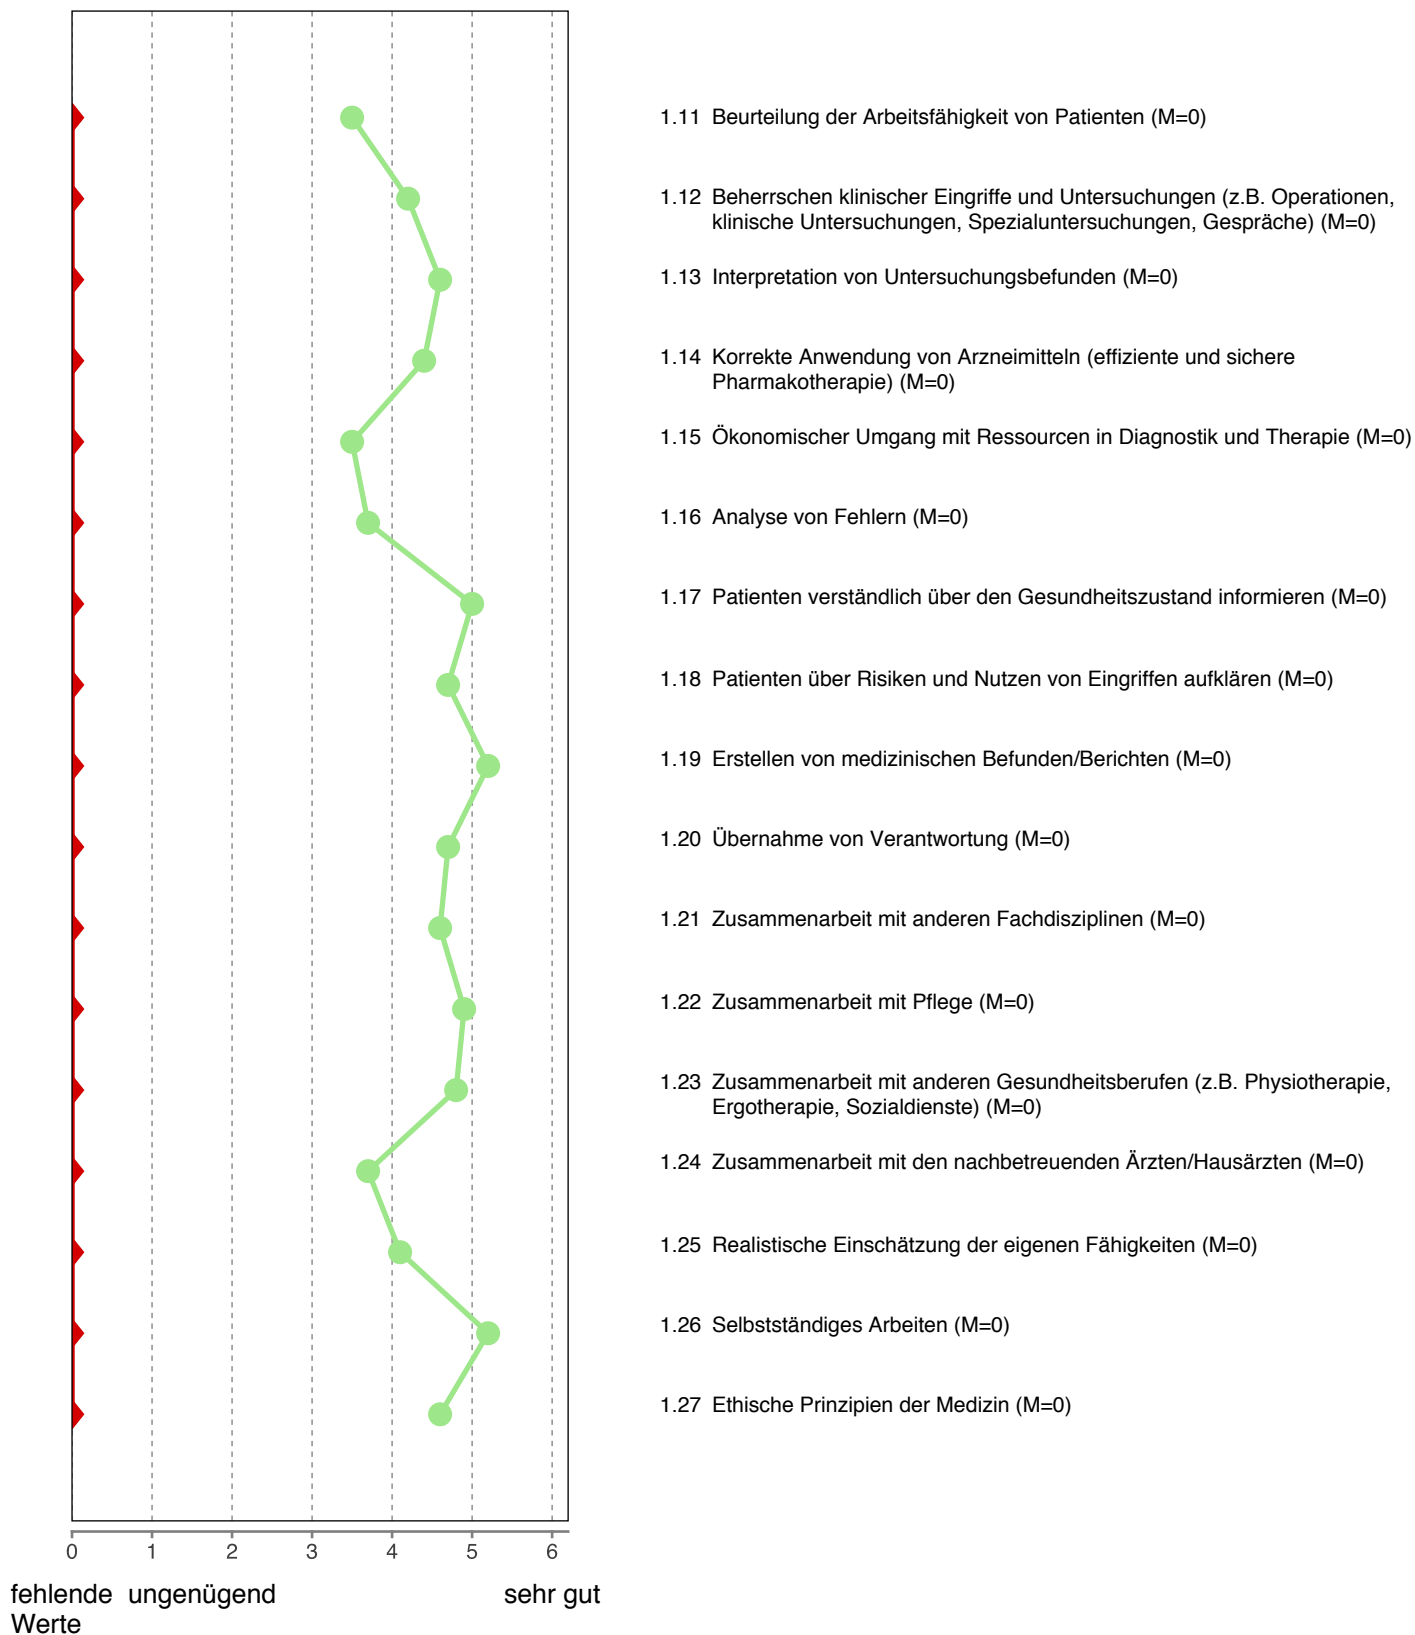 1.11 Beurteilung der Arbeitsfähigkeit von Patienten (M=0)
1.12 Beherrschen klinischer Eingriffe und Untersuchungen (z.B. Operationen,
klinische Untersuchungen, Spezialuntersuchungen, Gespräche) (M=0)
1.13 Interpretation von Untersuchungsbefunden (M=0)
1.14 Korrekte Anwendung von Arzneimitteln (effiziente und sichere
Pharmakotherapie) (M=0)
1.15 Ökonomischer Umgang mit Ressourcen in Diagnostik und Therapie (M=0)
1.16 Analyse von Fehlern (M=0)
1.17 Patienten verständlich über den Gesundheitszustand informieren (M=0)
1.18 Patienten über Risiken und Nutzen von Eingriffen aufklären (M=0)
1.19 Erstellen von medizinischen Befunden/Berichten (M=0)
1.20 Übernahme von Verantwortung (M=0)
1.21 Zusammenarbeit mit anderen Fachdisziplinen (M=0)
1.22 Zusammenarbeit mit Pflege (M=0)
1.23 Zusammenarbeit mit anderen Gesundheitsberufen (z.B. Physiotherapie,
Ergotherapie, Sozialdienste) (M=0)
1.24 Zusammenarbeit mit den nachbetreuenden Ärzten/Hausärzten (M=0)
1.25 Realistische Einschätzung der eigenen Fähigkeiten (M=0)
1.26 Selbstständiges Arbeiten (M=0)
1.27 Ethische Prinzipien der Medizin (M=0)
0 1 2 3 4 5 6
fehlende ungenügend sehr gut
Werte